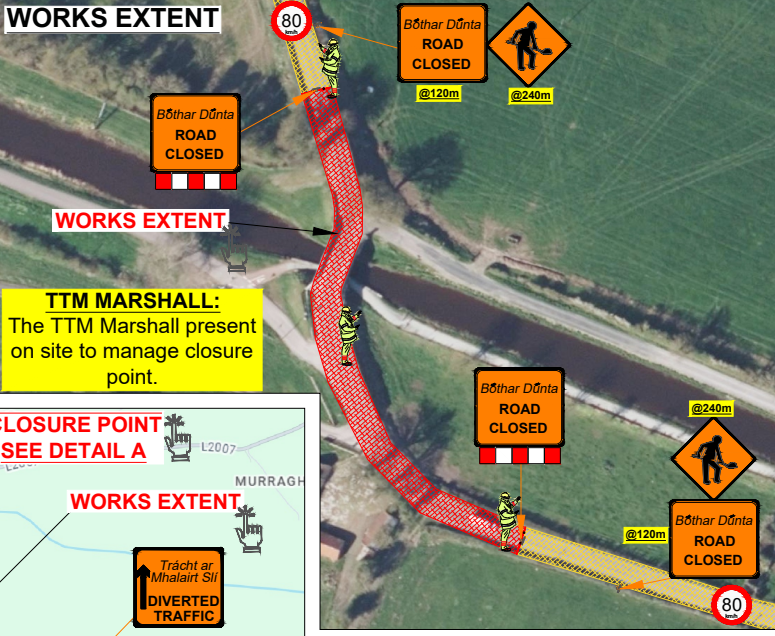 WORKS EXTENT
80
km/h
Bóthar Dúnta
ROAD
CLOSED
@120m
@240m
Bóthar Dúnta
ROAD
CLOSED
WORKS EXTENT
TTM MARSHALL:
The TTM Marshall present
on site to manage closure
point.
Bóthar Dúnta
ROAD
CLOSED
@240m
@120m
Bóthar Dúnta
ROAD
CLOSED
80
km/h
CLOSURE POINT
SEE DETAIL A
L2007
MURRAGH
WORKS EXTENT
Trácht ar
Mhalairt Slí
DIVERTED
TRAFFIC